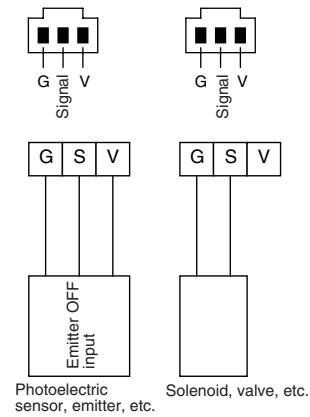 G Signal V
G Signal V
G S V
G S V
Emitter OFF
input
Photoelectric
sensor, emitter, etc.
Solenoid, valve, etc.